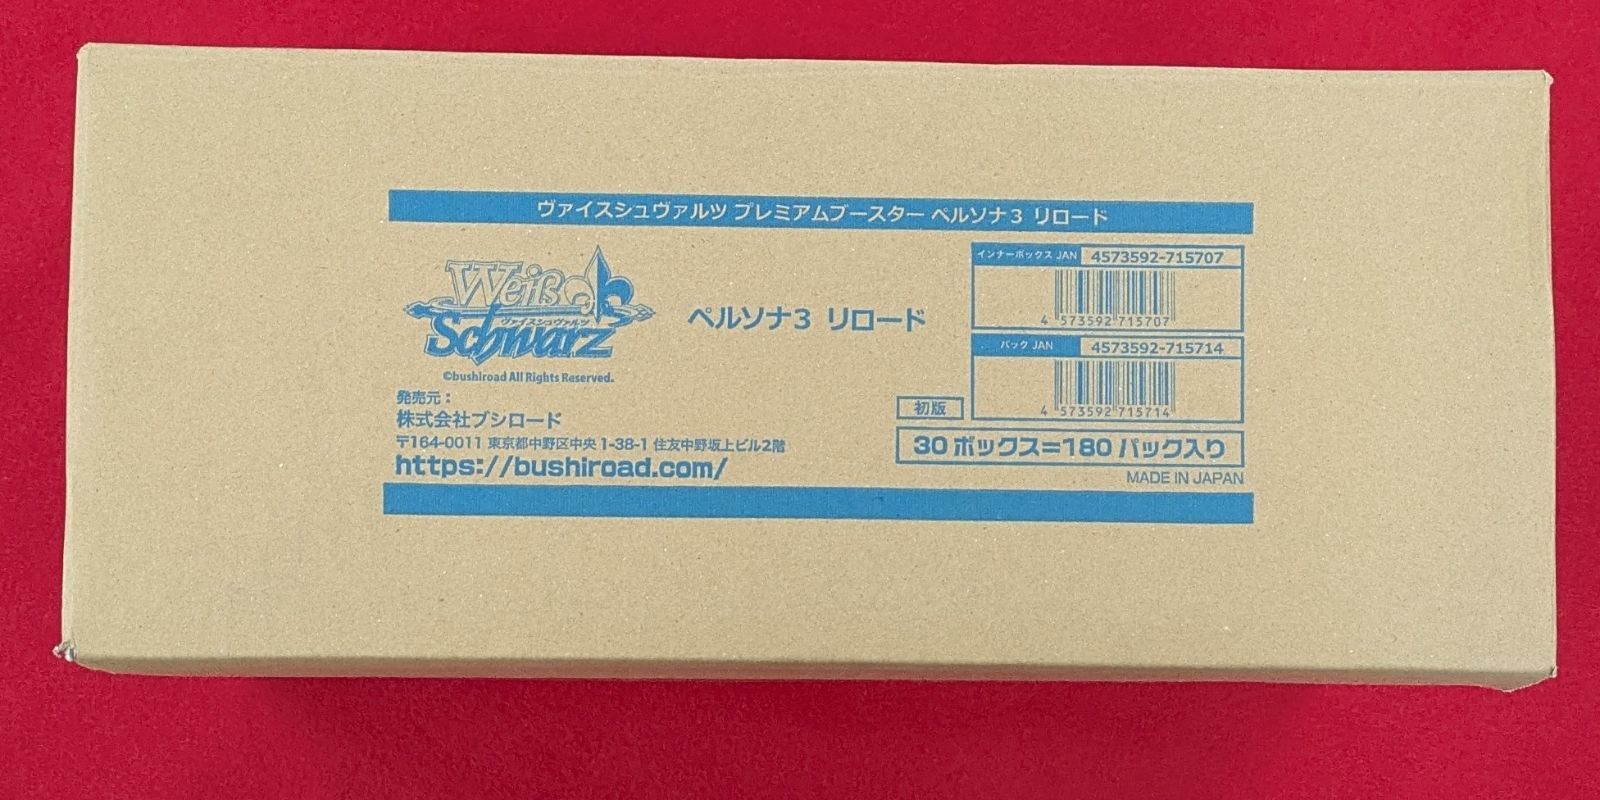 ヴァイスシュヴァルツ プレミアムブースター ペルソナ3 リロード
Weiß
ヴァイスシュヴァルツ
Schwarz
©bushiroad All Rights Reserved.
ペルソナ3 リロード
インナーボックス JAN 4573592-715707
4 573592 715707
パック JAN 4573592-715714
4 573592 715714
発売元：
株式会社ブシロード
〒164-0011 東京都中野区中央1-38-1 住友中野坂上ビル2階
https://bushiroad.com/
初版
30ボックス=180パック入り
MADE IN JAPAN